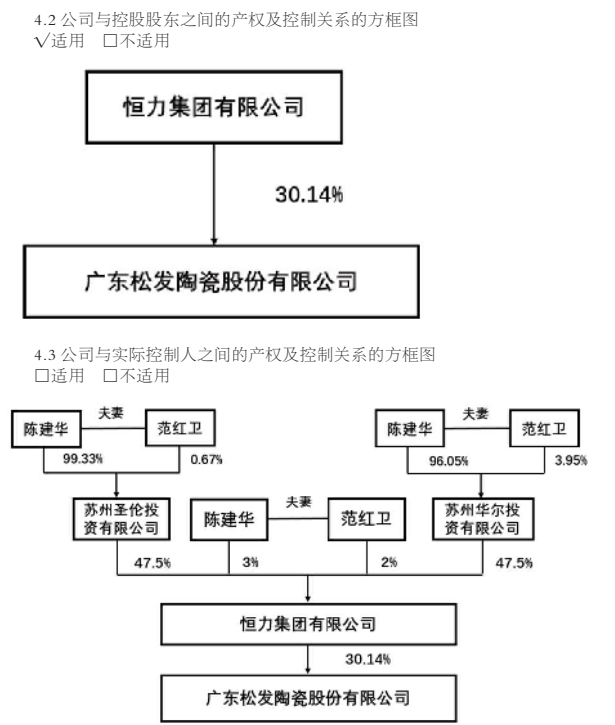 4.2 公司与控股股东之间的产权及控制关系的方框图
√适用 □不适用
恒力集团有限公司
30.14%
广东松发陶瓷股份有限公司
4.3 公司与实际控制人之间的产权及控制关系的方框图
□适用 □不适用
陈建华 夫妻 范红卫 陈建华 夫妻 范红卫
99.33% 0.67% 96.05% 3.95%
苏州圣伦投
资有限公司
陈建华 夫妻 范红卫
苏州华尔投
资有限公司
47.5% 3% 2% 47.5%
恒力集团有限公司
30.14%
广东松发陶瓷股份有限公司